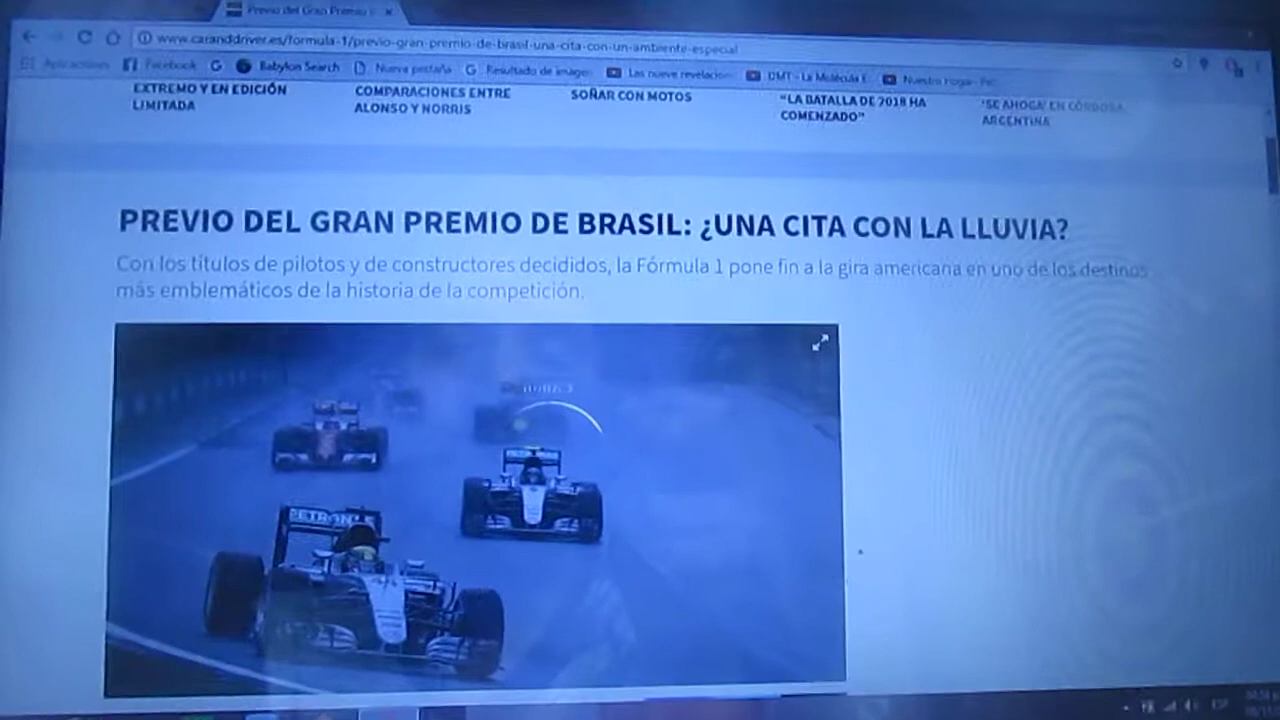 Previo del Gran Premio
www.caranddriver.es/formula-1/previo-gran-premio-de-brasil-una-cita-con-un-ambiente-especial
Aplicaciones Facebook Babylon Search Nueva pestaña Resultado de image Las nueve revelacion DMT - La Molécula E Nuestro Hogar - Pe
EXTREMO Y EN EDICIÓN LIMITADA
COMPARACIONES ENTRE ALONSO Y NORRIS
SOÑAR CON MOTOS
"LA BATALLA DE 2018 HA COMENZADO"
'SE AHOGA' EN CÓRDOBA, ARGENTINA
PREVIO DEL GRAN PREMIO DE BRASIL: ¿UNA CITA CON LA LLUVIA?
Con los títulos de pilotos y de constructores decididos, la Fórmula 1 pone fin a la gira americana en uno de los destinos
más emblemáticos de la historia de la competición.
PETRONAS